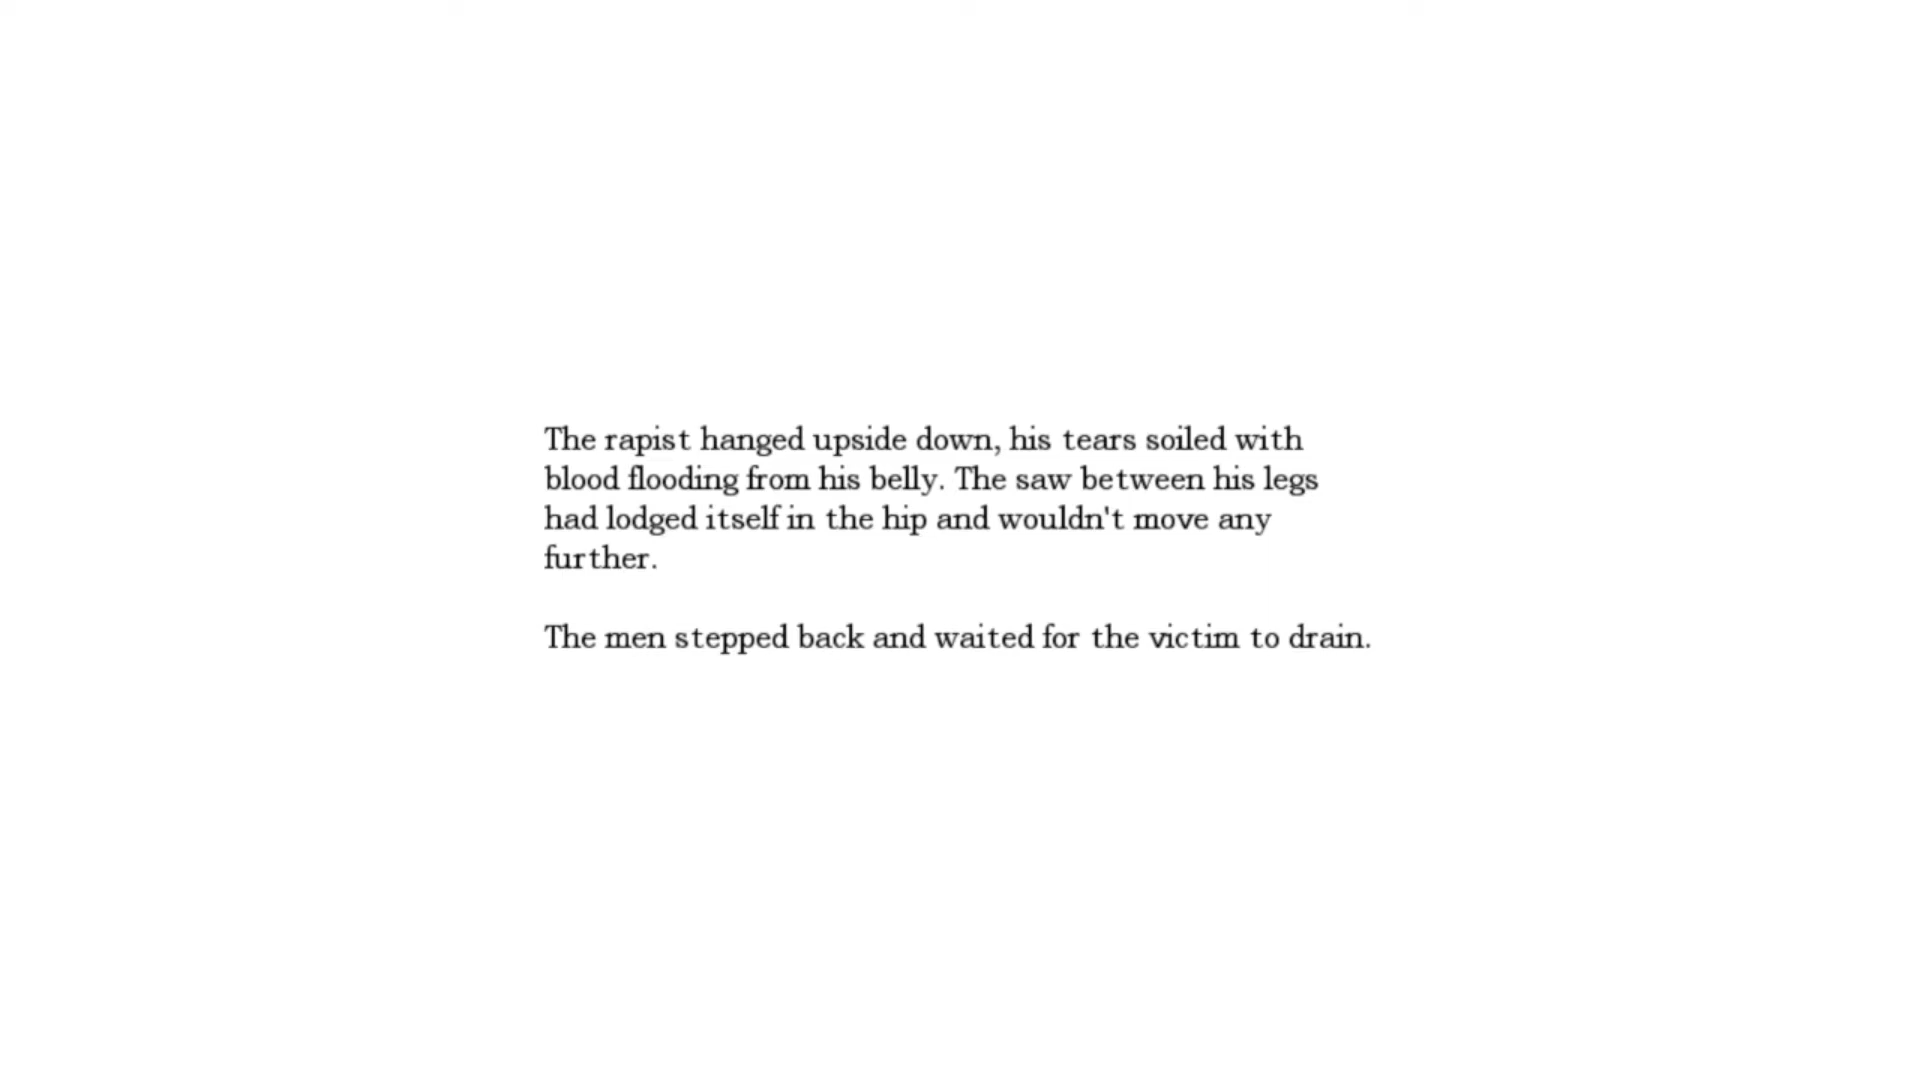 The rapist hanged upside down, his tears soiled with
blood flooding from his belly. The saw between his legs
had lodged itself in the hip and wouldn't move any
further.
The men stepped back and waited for the victim to drain.